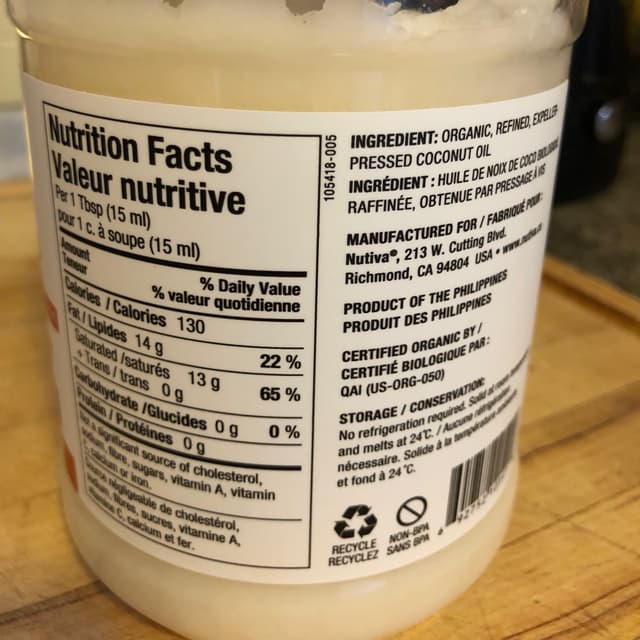 Nutrition Facts
Valeur nutritive
Per 1 Tbsp (15 ml)
pour 1 c. à soupe (15 ml)
Amount
Teneur
% Daily Value
% valeur quotidienne
Calories / Calories 130
Fat / Lipides 14 g 22 %
Saturated /saturés 13 g
+ Trans / trans 0 g 65 %
Carbohydrate /Glucides 0 g 0 %
Protein / Protéines 0 g
a significant source of cholesterol,
sodium, fibre, sugars, vitamin A, vitamin
calcium or iron.
négligeable de cholestérol,
sodium, fibres, sucres, vitamine A,
vitamine C, calcium et fer.
105418-005
INGREDIENT: ORGANIC, REFINED, EXPELLER-
PRESSED COCONUT OIL
INGRÉDIENT : HUILE DE NOIX DE COCO BIOLOGIQUE
RAFFINÉE, OBTENUE PAR PRESSAGE À VIS
MANUFACTURED FOR / FABRIQUÉ POUR:
Nutiva®, 213 W. Cutting Blvd.
Richmond, CA 94804 USA • www.nutiva.
PRODUCT OF THE PHILIPPINES
PRODUIT DES PHILIPPINES
CERTIFIED ORGANIC BY /
CERTIFIÉ BIOLOGIQUE PAR :
QAI (US-ORG-050)
STORAGE / CONSERVATION:
No refrigeration required. Solid at room
and melts at 24°C. / Aucune réfrigération
nécessaire. Solide à la température
et fond à 24 °C.
RECYCLE
RECYCLEZ
NON-BPA
SANS BPA